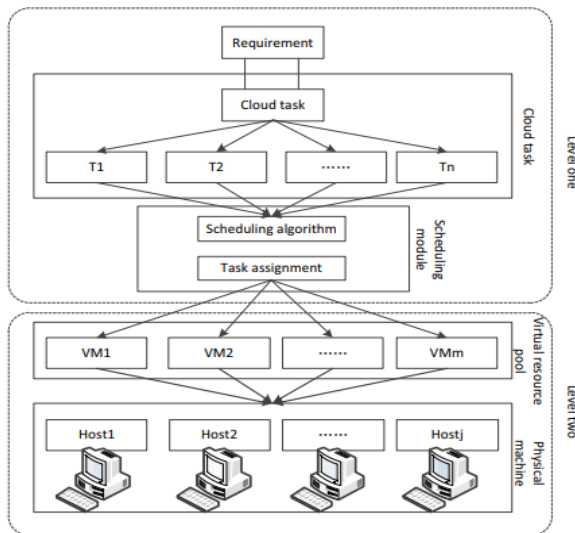 Requirement
Cloud task
T1
T2
……
Tn
Cloud task
Level one
Scheduling algorithm
Task assignment
Scheduling
module
VM1
VM2
……
VMm
Virtual resource
pool
Level two
Host1
Host2
……
Hostj
Physical
machine